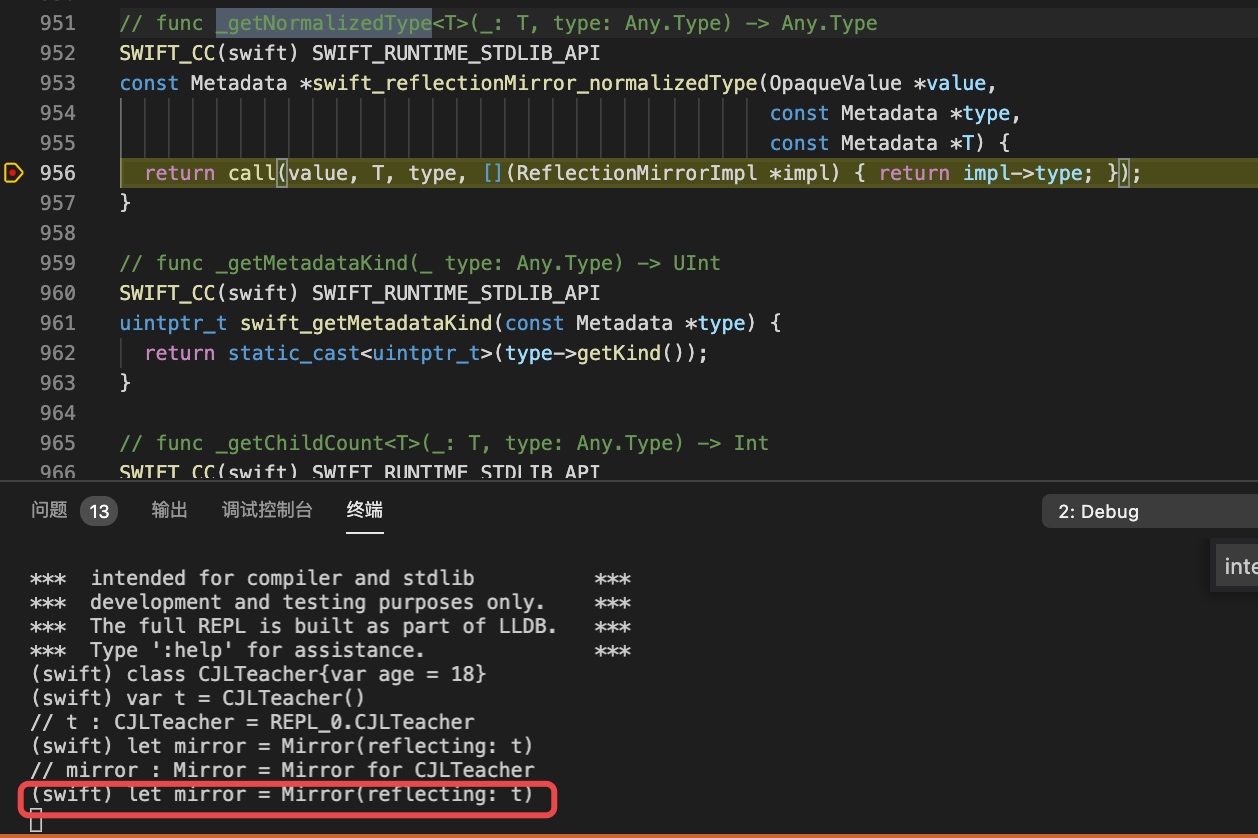 951 // func _getNormalizedType<T>(_: T, type: Any.Type) -> Any.Type
952 SWIFT_CC(swift) SWIFT_RUNTIME_STDLIB_API
953 const Metadata *swift_reflectionMirror_normalizedType(OpaqueValue *value,
954 const Metadata *type,
955 const Metadata *T) {
956 return call(value, T, type, [](ReflectionMirrorImpl *impl) { return impl->type; });
957 }
958
959 // func _getMetadataKind(_ type: Any.Type) -> UInt
960 SWIFT_CC(swift) SWIFT_RUNTIME_STDLIB_API
961 uintptr_t swift_getMetadataKind(const Metadata *type) {
962 return static_cast<uintptr_t>(type->getKind());
963 }
964
965 // func _getChildCount<T>(_: T, type: Any.Type) -> Int
966 SWIFT_CC(swift) SWIFT_RUNTIME_STDLIB_API
问题 13 输出 调试控制台 终端 2: Debug
inte
*** intended for compiler and stdlib ***
*** development and testing purposes only. ***
*** The full REPL is built as part of LLDB. ***
*** Type ':help' for assistance. ***
(swift) class CJLTeacher{var age = 18}
(swift) var t = CJLTeacher()
// t : CJLTeacher = REPL_0.CJLTeacher
(swift) let mirror = Mirror(reflecting: t)
// mirror : Mirror = Mirror for CJLTeacher
(swift) let mirror = Mirror(reflecting: t)